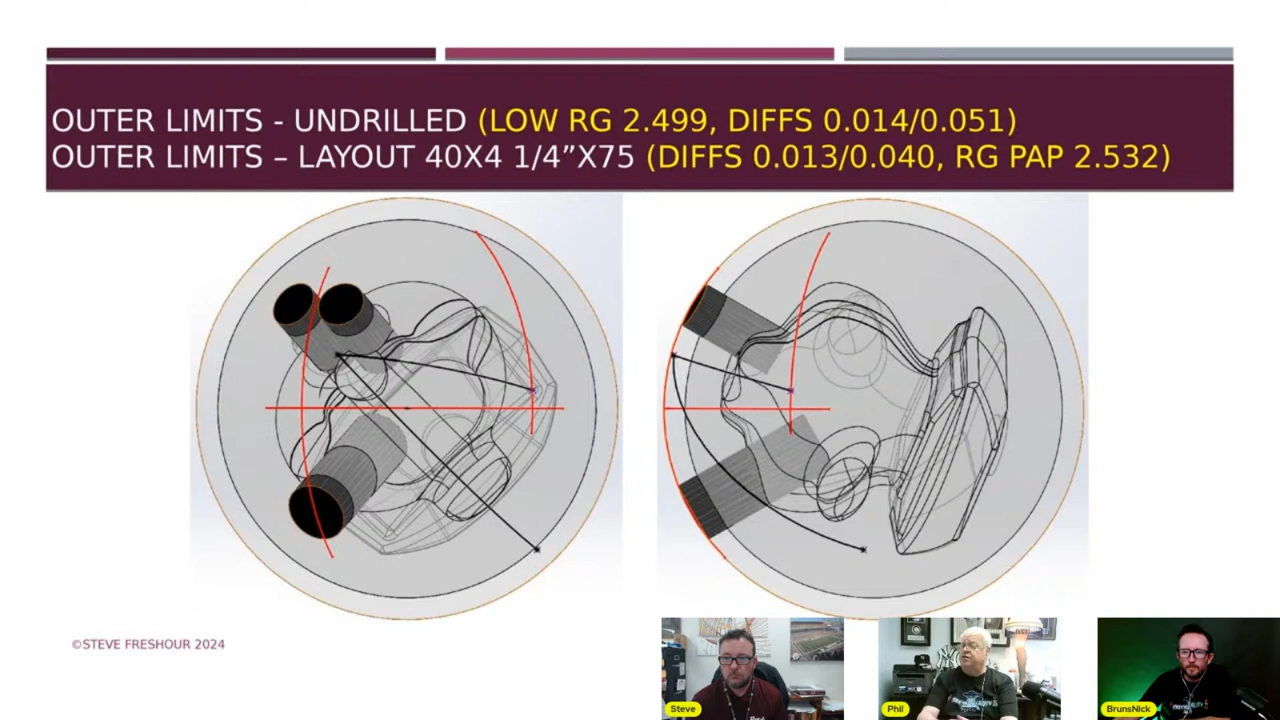 OUTER LIMITS - UNDRILLED (LOW RG 2.499, DIFFS 0.014/0.051)
OUTER LIMITS – LAYOUT 40X4 1/4”X75 (DIFFS 0.013/0.040, RG PAP 2.532)
©STEVE FRESHOUR 2024
Steve
Phil
BrunsNick